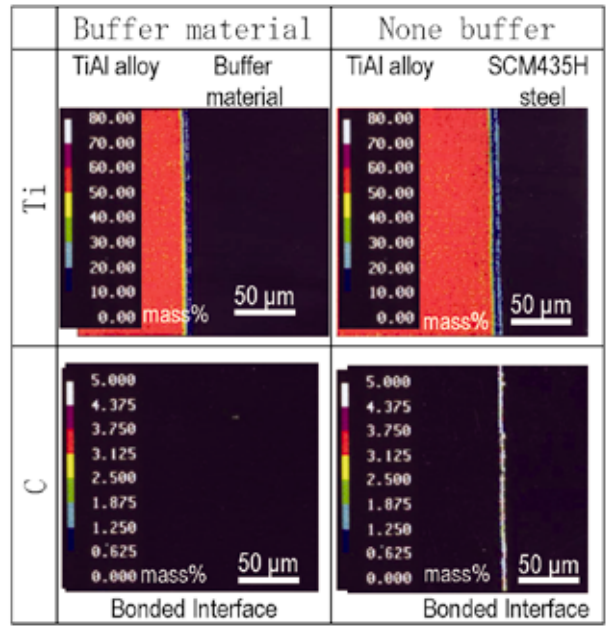 Buffer material
None buffer
TiAl alloy
Buffer
material
TiAl alloy
SCM435H
steel
Ti
80.00
70.00
60.00
50.00
40.00
30.00
20.00
10.00
0.00 mass%
50 µm
80.00
70.00
60.00
50.00
40.00
30.00
20.00
10.00
0.00 mass%
50 µm
C
5.000
4.375
3.750
3.125
2.500
1.875
1.250
0.625
0.000 mass%
50 µm
5.000
4.375
3.750
3.125
2.500
1.875
1.250
0.625
0.000 mass%
50 µm
Bonded Interface
Bonded Interface